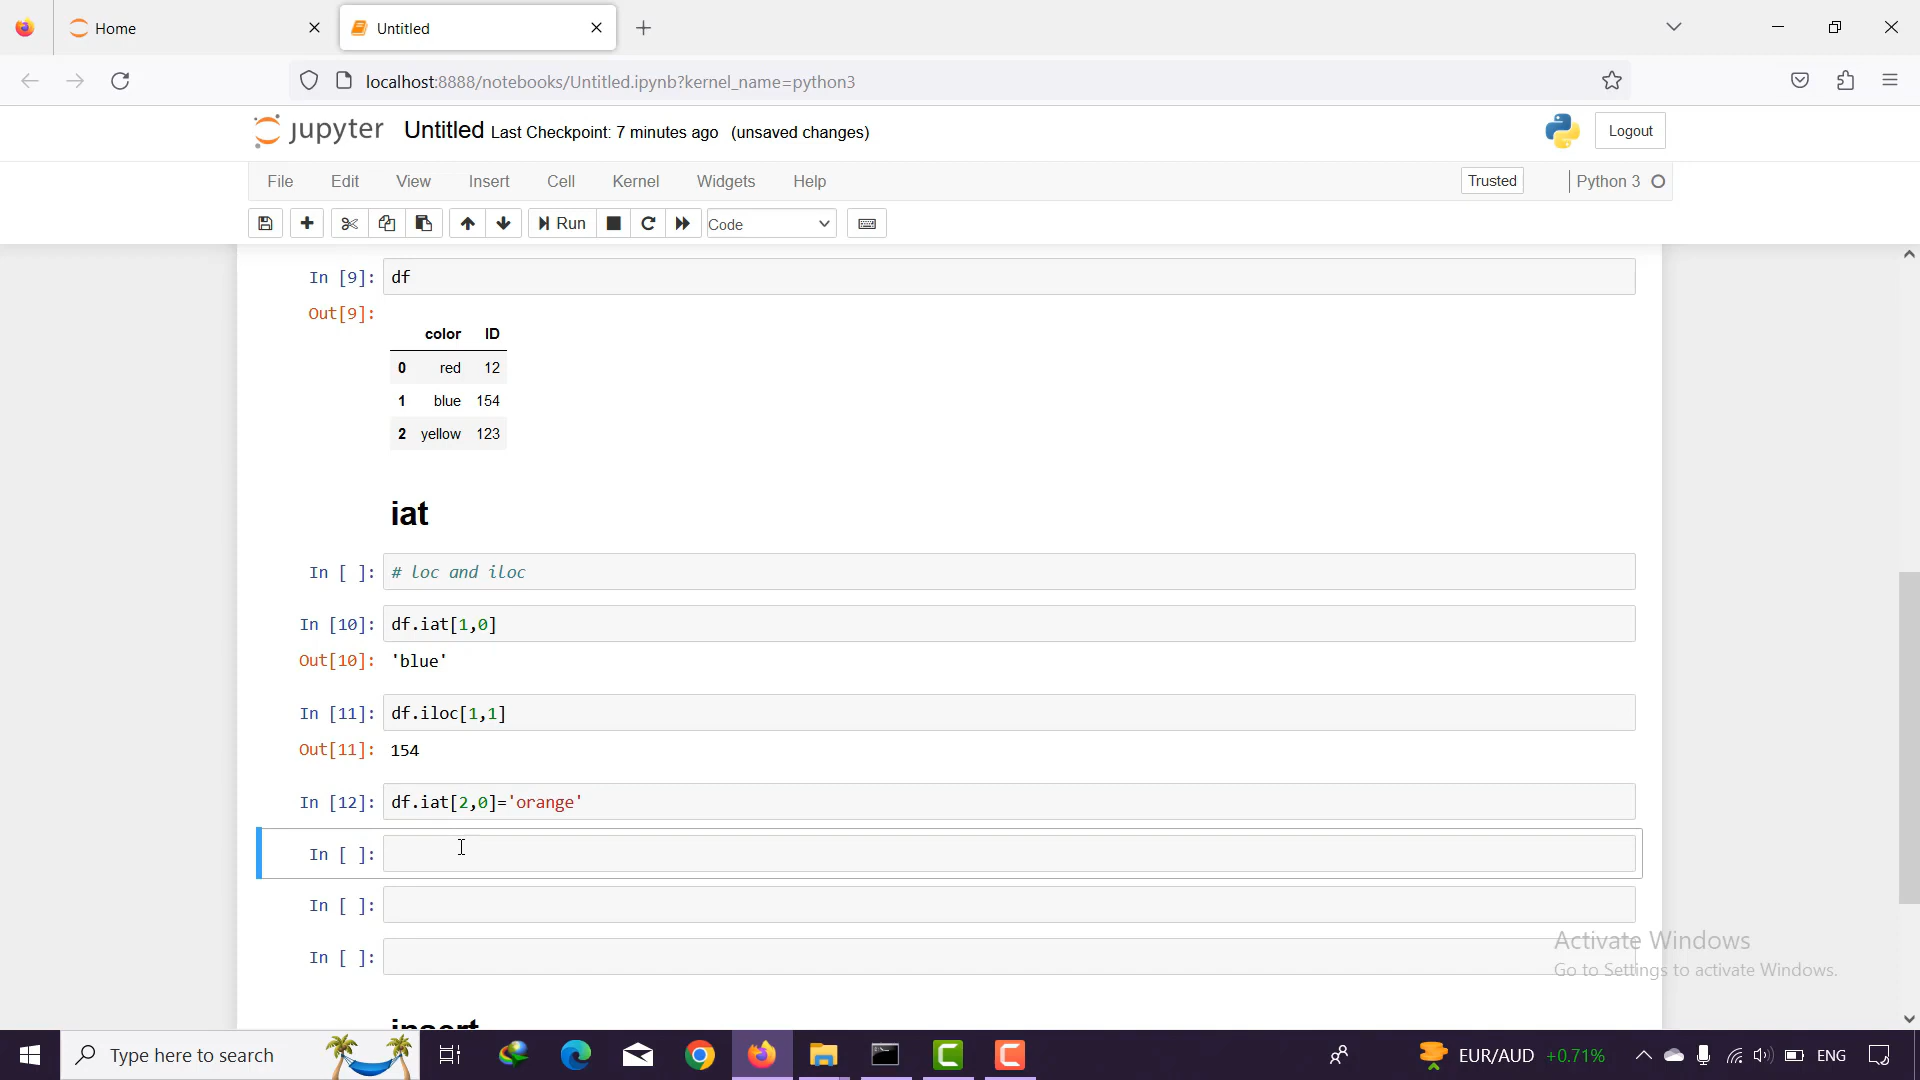 Home
Untitled
localhost:8888/notebooks/Untitled.ipynb?kernel_name=python3
jupyter Untitled Last Checkpoint: 7 minutes ago (unsaved changes)
Logout
File Edit View Insert Cell Kernel Widgets Help
Trusted
Python 3
Run
Code
In [9]: df
Out[9]:
color ID
0 red 12
1 blue 154
2 yellow 123
iat
In [ ]: # loc and iloc
In [10]: df.iat[1,0]
Out[10]: 'blue'
In [11]: df.iloc[1,1]
Out[11]: 154
In [12]: df.iat[2,0]='orange'
In [ ]:
In [ ]:
In [ ]:
Activate Windows
Go to Settings to activate Windows.
insert
Type here to search
EUR/AUD +0.71%
ENG